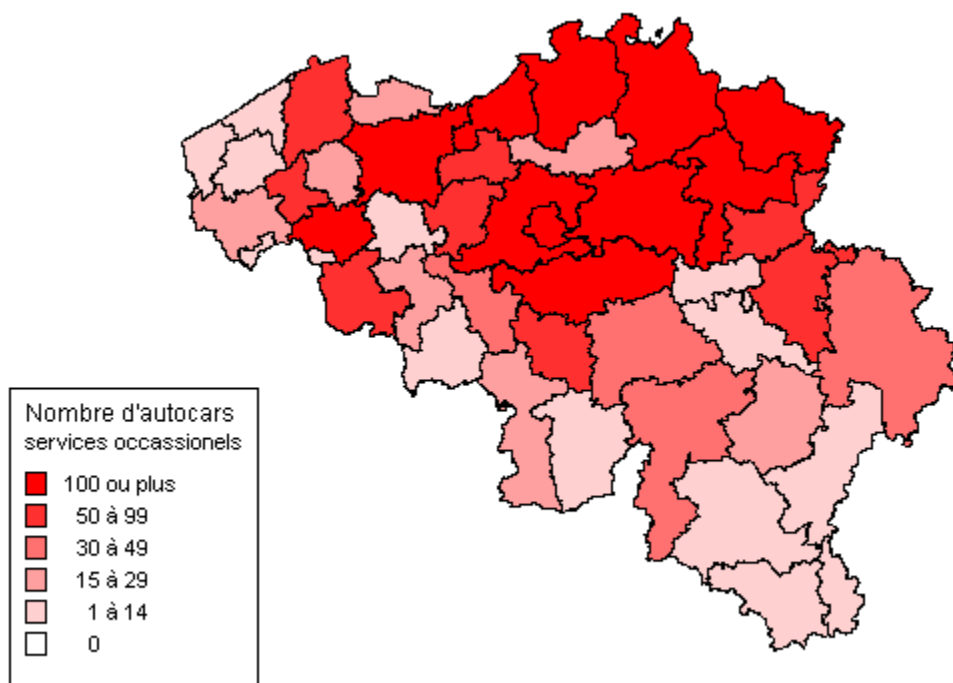 Nombre d'autocars
services occassionels
100 ou plus
50 à 99
30 à 49
15 à 29
1 à 14
0